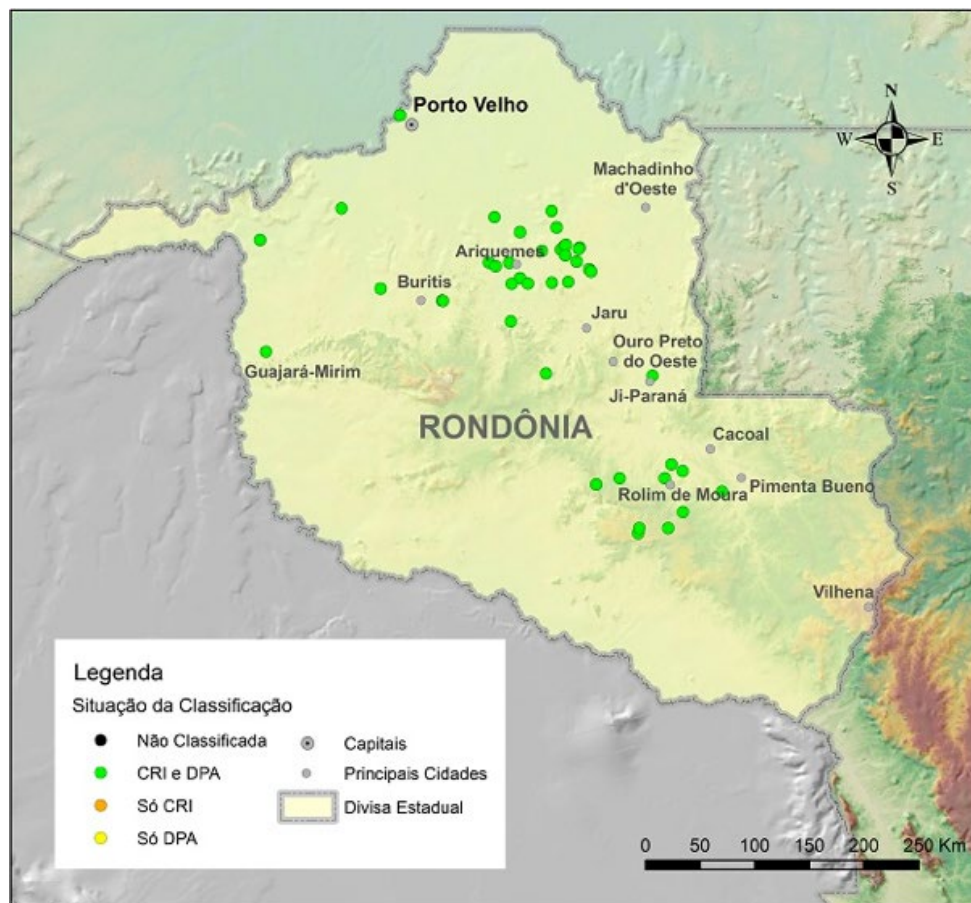 N
W
E
S
Porto Velho
Machadinho
d'Oeste
Ariquemes
Buritis
Jaru
Ouro Preto
do Oeste
Guajará-Mirim
Ji-Paraná
RONDÔNIA
Cacoal
Rolim de Moura
Pimenta Bueno
Vilhena
Legenda
Situação da Classificação
Não Classificada
CRI e DPA
Só CRI
Só DPA
Capitais
Principais Cidades
Divisa Estadual
0 50 100 150 200 250 Km